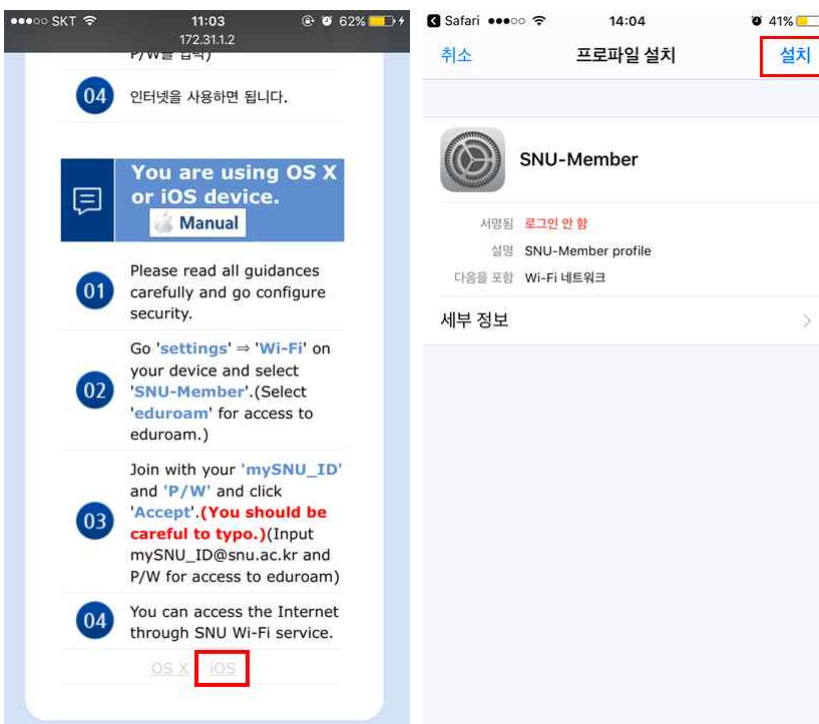 SKT
11:03
62%
172.31.1.2
P/W를 입력)
04
인터넷을 사용하면 됩니다.
You are using OS X
or iOS device.
Manual
01
Please read all guidances
carefully and go configure
security.
02
Go 'settings' ⇒ 'Wi-Fi' on
your device and select
'SNU-Member'.(Select
'eduroam' for access to
eduroam.)
03
Join with your 'mySNU_ID'
and 'P/W' and click
'Accept'.(You should be
careful to typo.)(Input
mySNU_ID@snu.ac.kr and
P/W for access to eduroam)
04
You can access the Internet
through SNU Wi-Fi service.
OS X iOS
Safari
14:04
41%
취소
프로파일 설치
설치
SNU-Member
서명됨 로그인 안 함
설명 SNU-Member profile
다음을 포함 Wi-Fi 네트워크
세부 정보